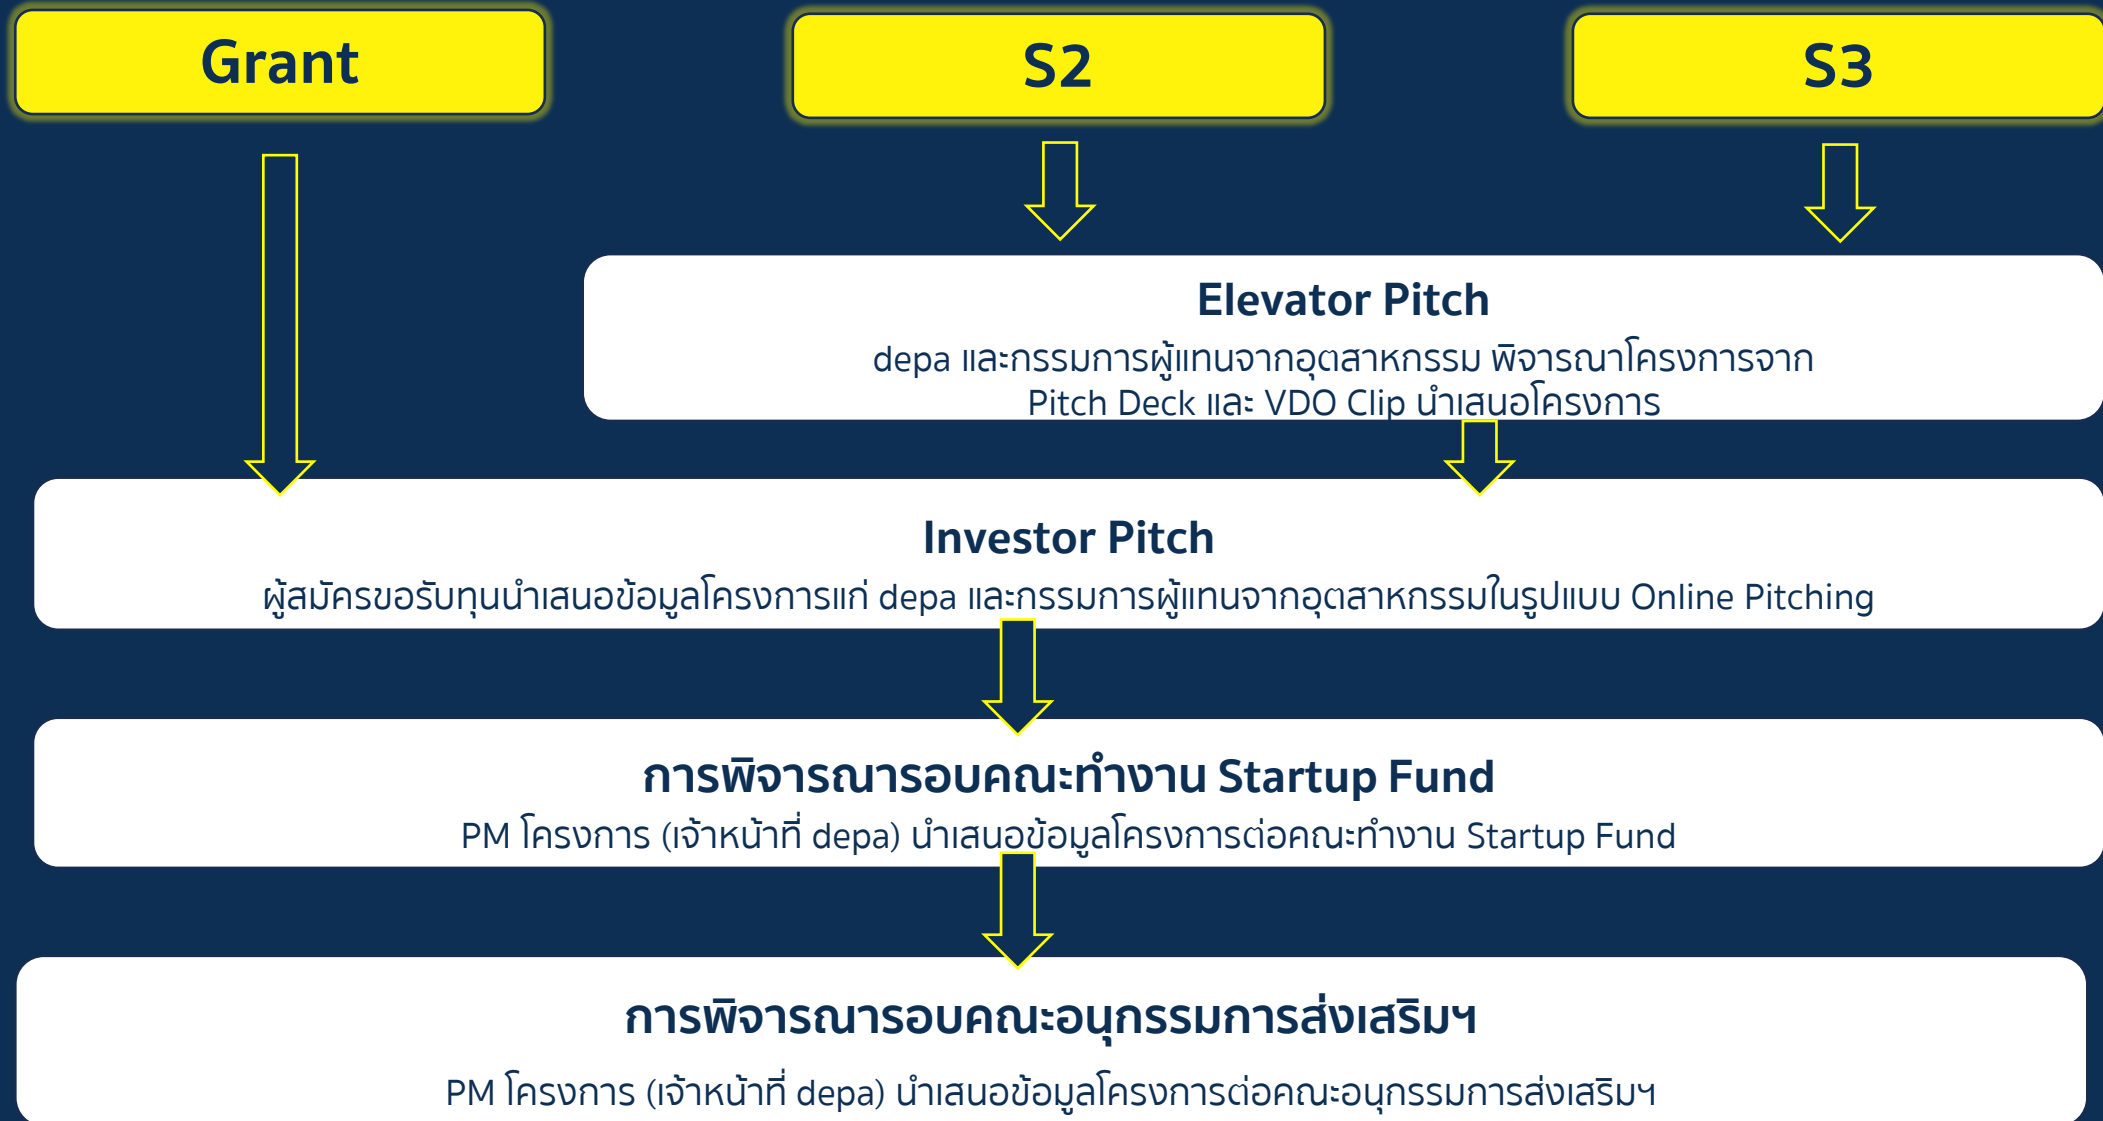 Grant
S2
S3
Elevator Pitch
depa และกรรมการผู้แทนจากอุตสาหกรรม พิจารณาโครงการจาก
Pitch Deck และ VDO Clip นำเสนอโครงการ
Investor Pitch
ผู้สมัครขอรับทุนนำเสนอข้อมูลโครงการแก่ depa และกรรมการผู้แทนจากอุตสาหกรรมในรูปแบบ Online Pitching
การพิจารณารอบคณะทำงาน Startup Fund
PM โครงการ (เจ้าหน้าที่ depa) นำเสนอข้อมูลโครงการต่อคณะทำงาน Startup Fund
การพิจารณารอบคณะอนุกรรมการส่งเสริมฯ
PM โครงการ (เจ้าหน้าที่ depa) นำเสนอข้อมูลโครงการต่อคณะอนุกรรมการส่งเสริมฯ